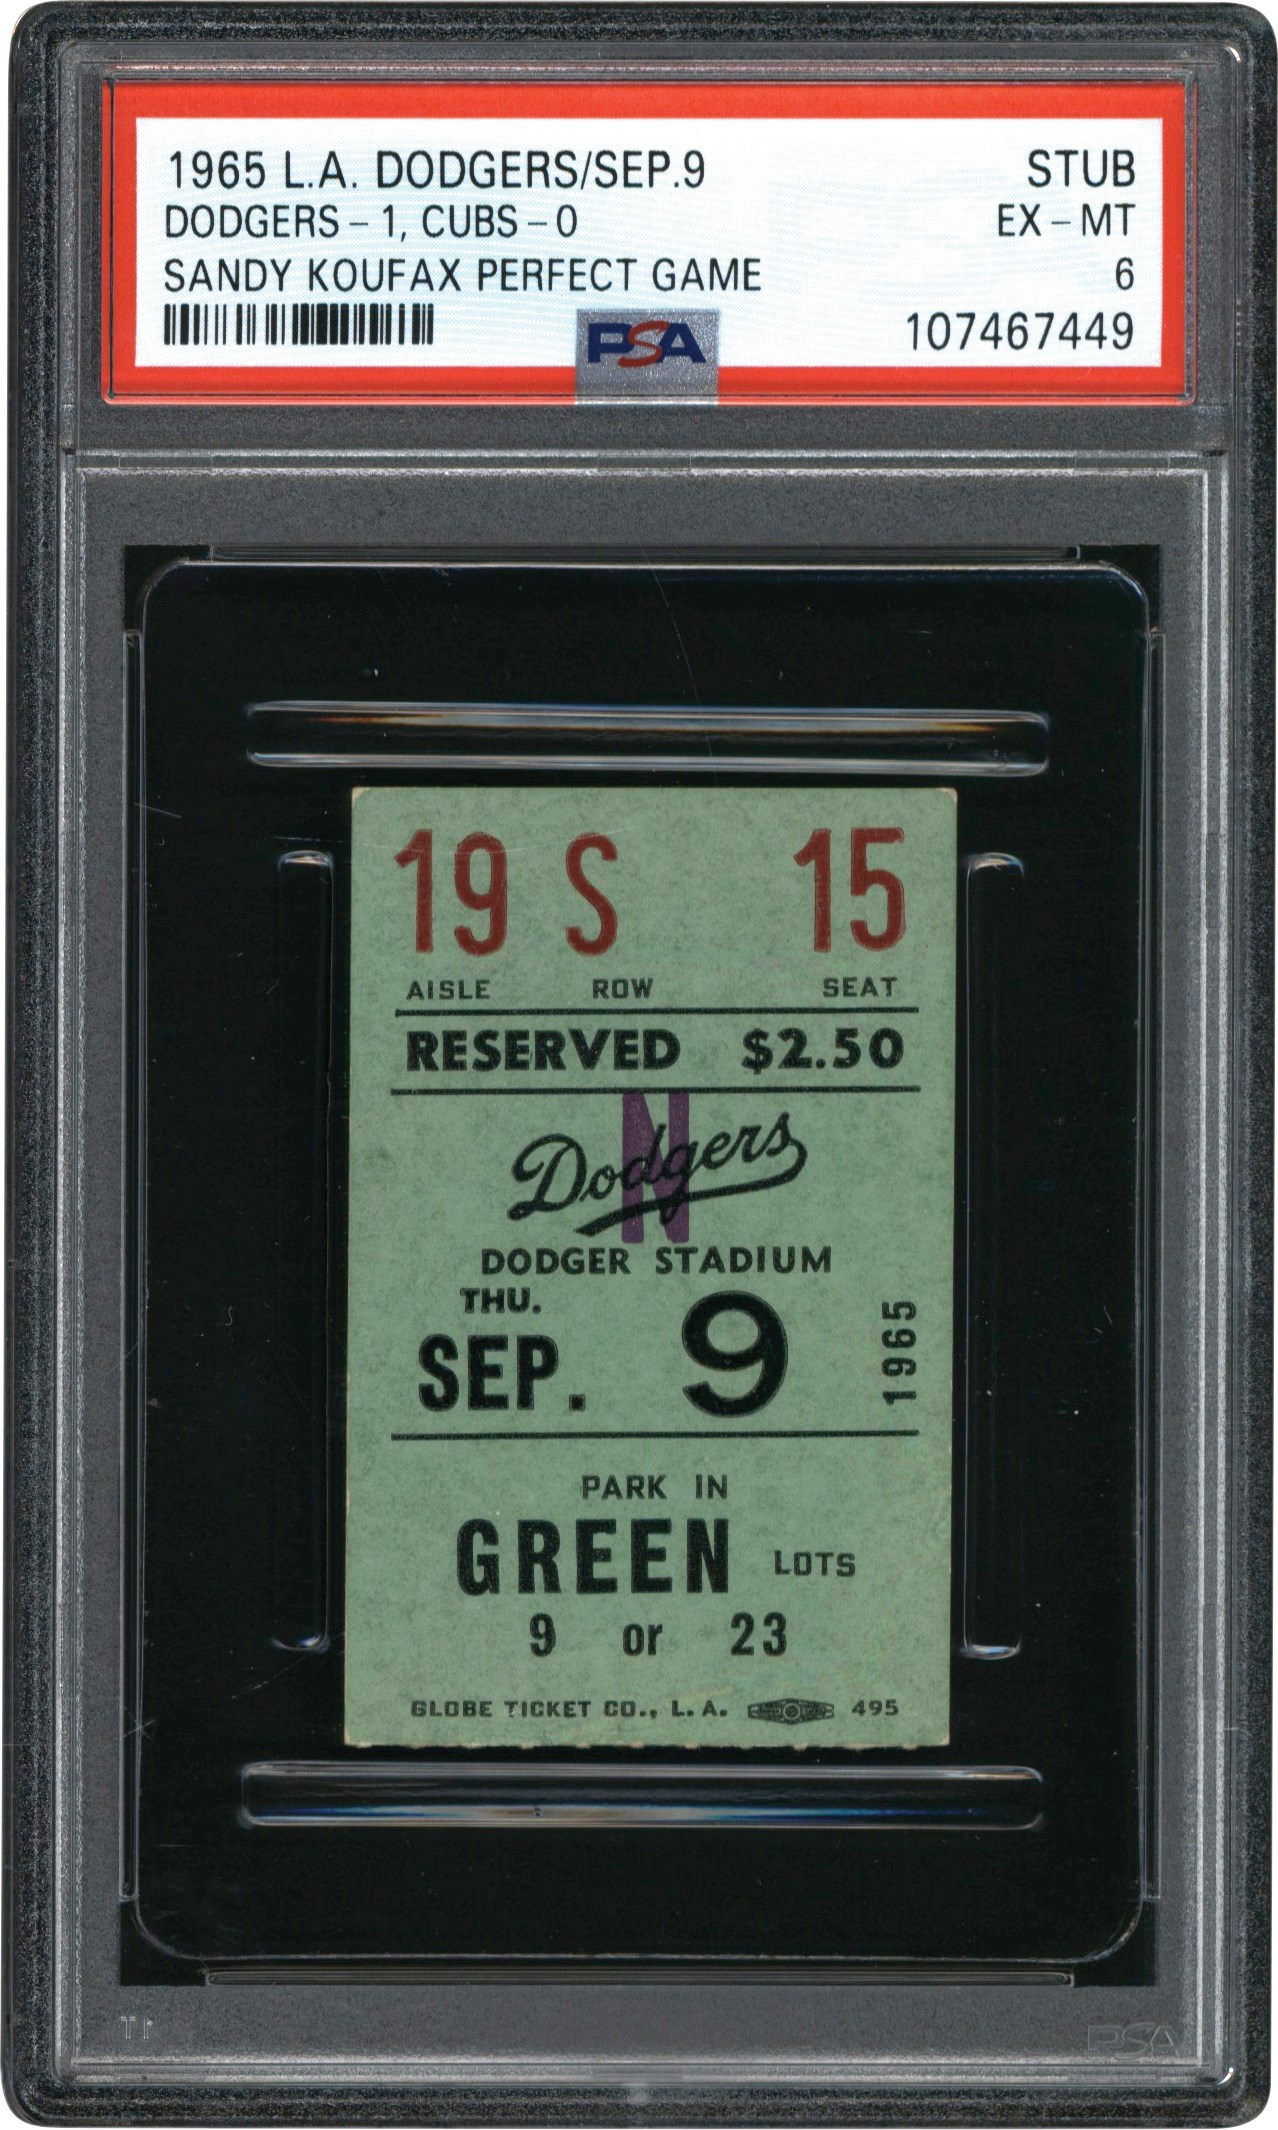 1965 L.A. DODGERS/SEP.9 STUB
DODGERS – 1, CUBS – 0 EX – MT
SANDY KOUFAX PERFECT GAME 6
PSA 107467449
19 S 15
AISLE ROW SEAT
RESERVED $2.50
N
Dodgers
DODGER STADIUM
THU.
SEP. 9 1965
PARK IN
GREEN LOTS
9 or 23
GLOBE TICKET CO., L. A. 495
PSA